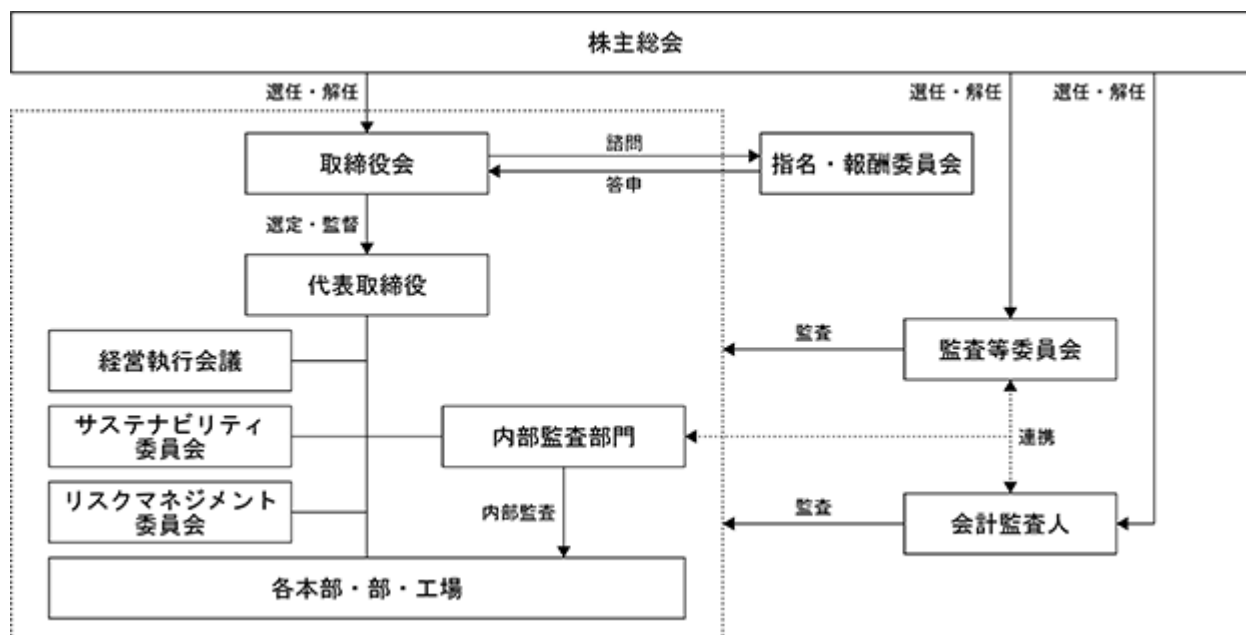 株主総会
選任・解任
選任・解任
選任・解任
取締役会
諮問
答申
指名・報酬委員会
選定・監督
代表取締役
経営執行会議
監査
監査等委員会
サステナビリティ
委員会
内部監査部門
連携
リスクマネジメント
委員会
内部監査
監査
会計監査人
各本部・部・工場